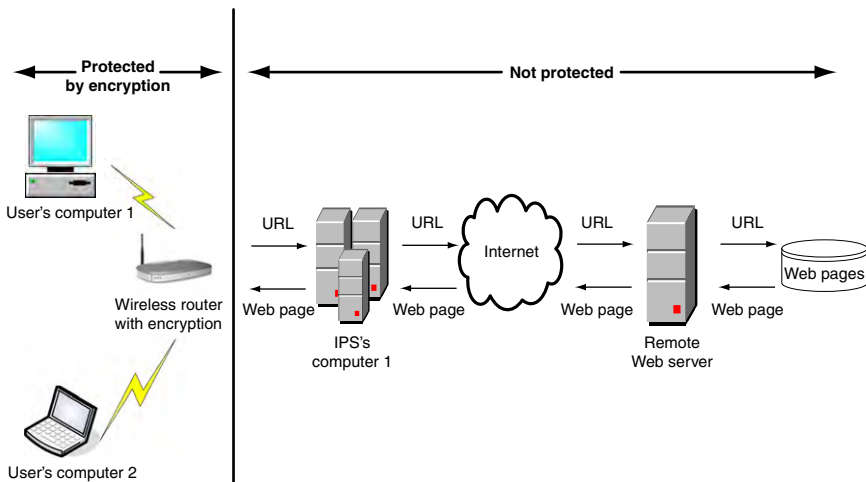 Protected
by encryption
Not protected
User's computer 1
Wireless router
with encryption
User's computer 2
URL
Web page
IPS's
computer 1
URL
Web page
Internet
URL
Web page
Remote
Web server
URL
Web page
Web pages